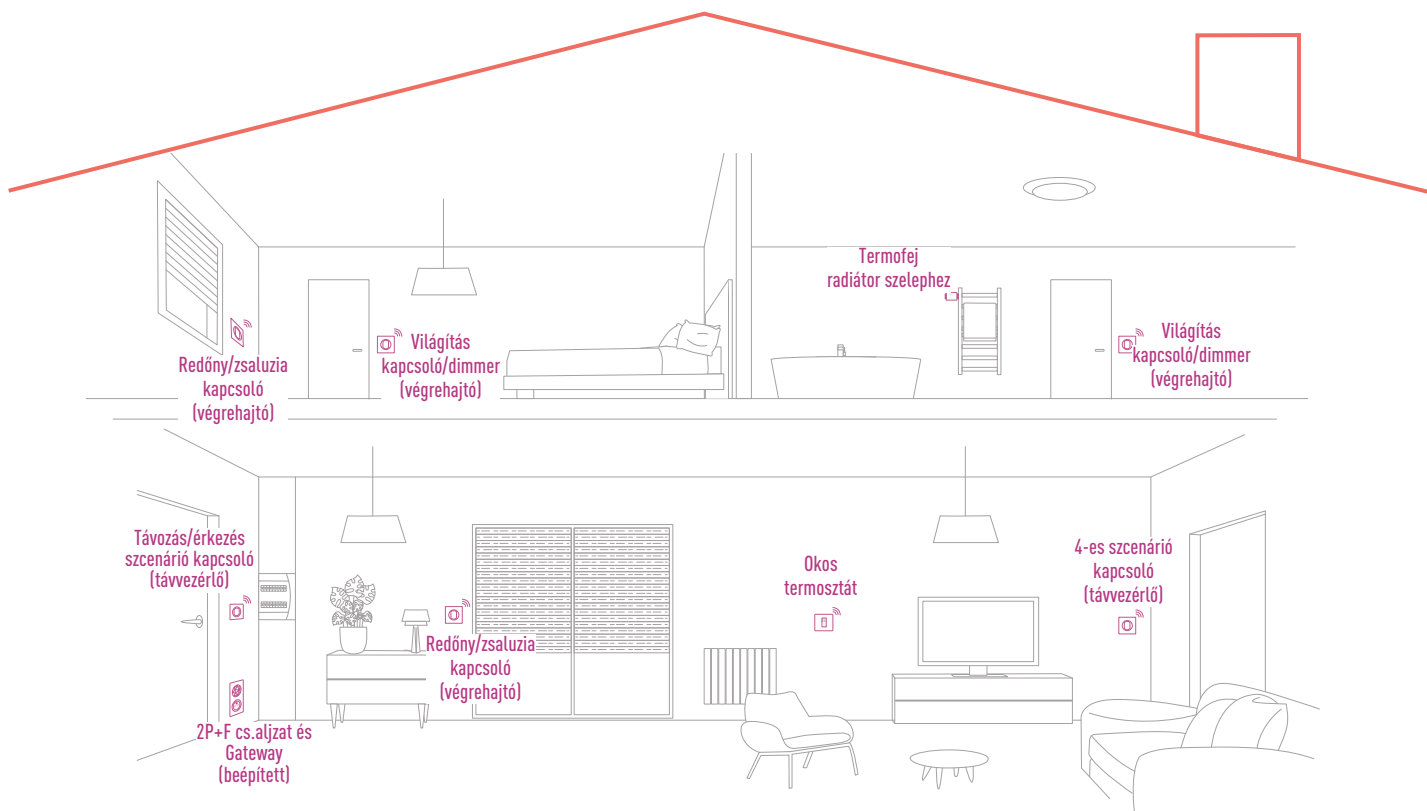 Termofej
radiátor szelephez
Redőny/zsaluzia
kapcsoló
(végrehajtó)
Világítás
kapcsoló/dimmer
(végrehajtó)
Világítás
kapcsoló/dimmer
(végrehajtó)
Távozás/érkezés
szcenárió kapcsoló
(távvezérlő)
Redőny/zsaluzia
kapcsoló
(végrehajtó)
Okos
termosztát
4-es szcenárió
kapcsoló
(távvezérlő)
2P+F cs.aljzat és
Gateway
(beépített)